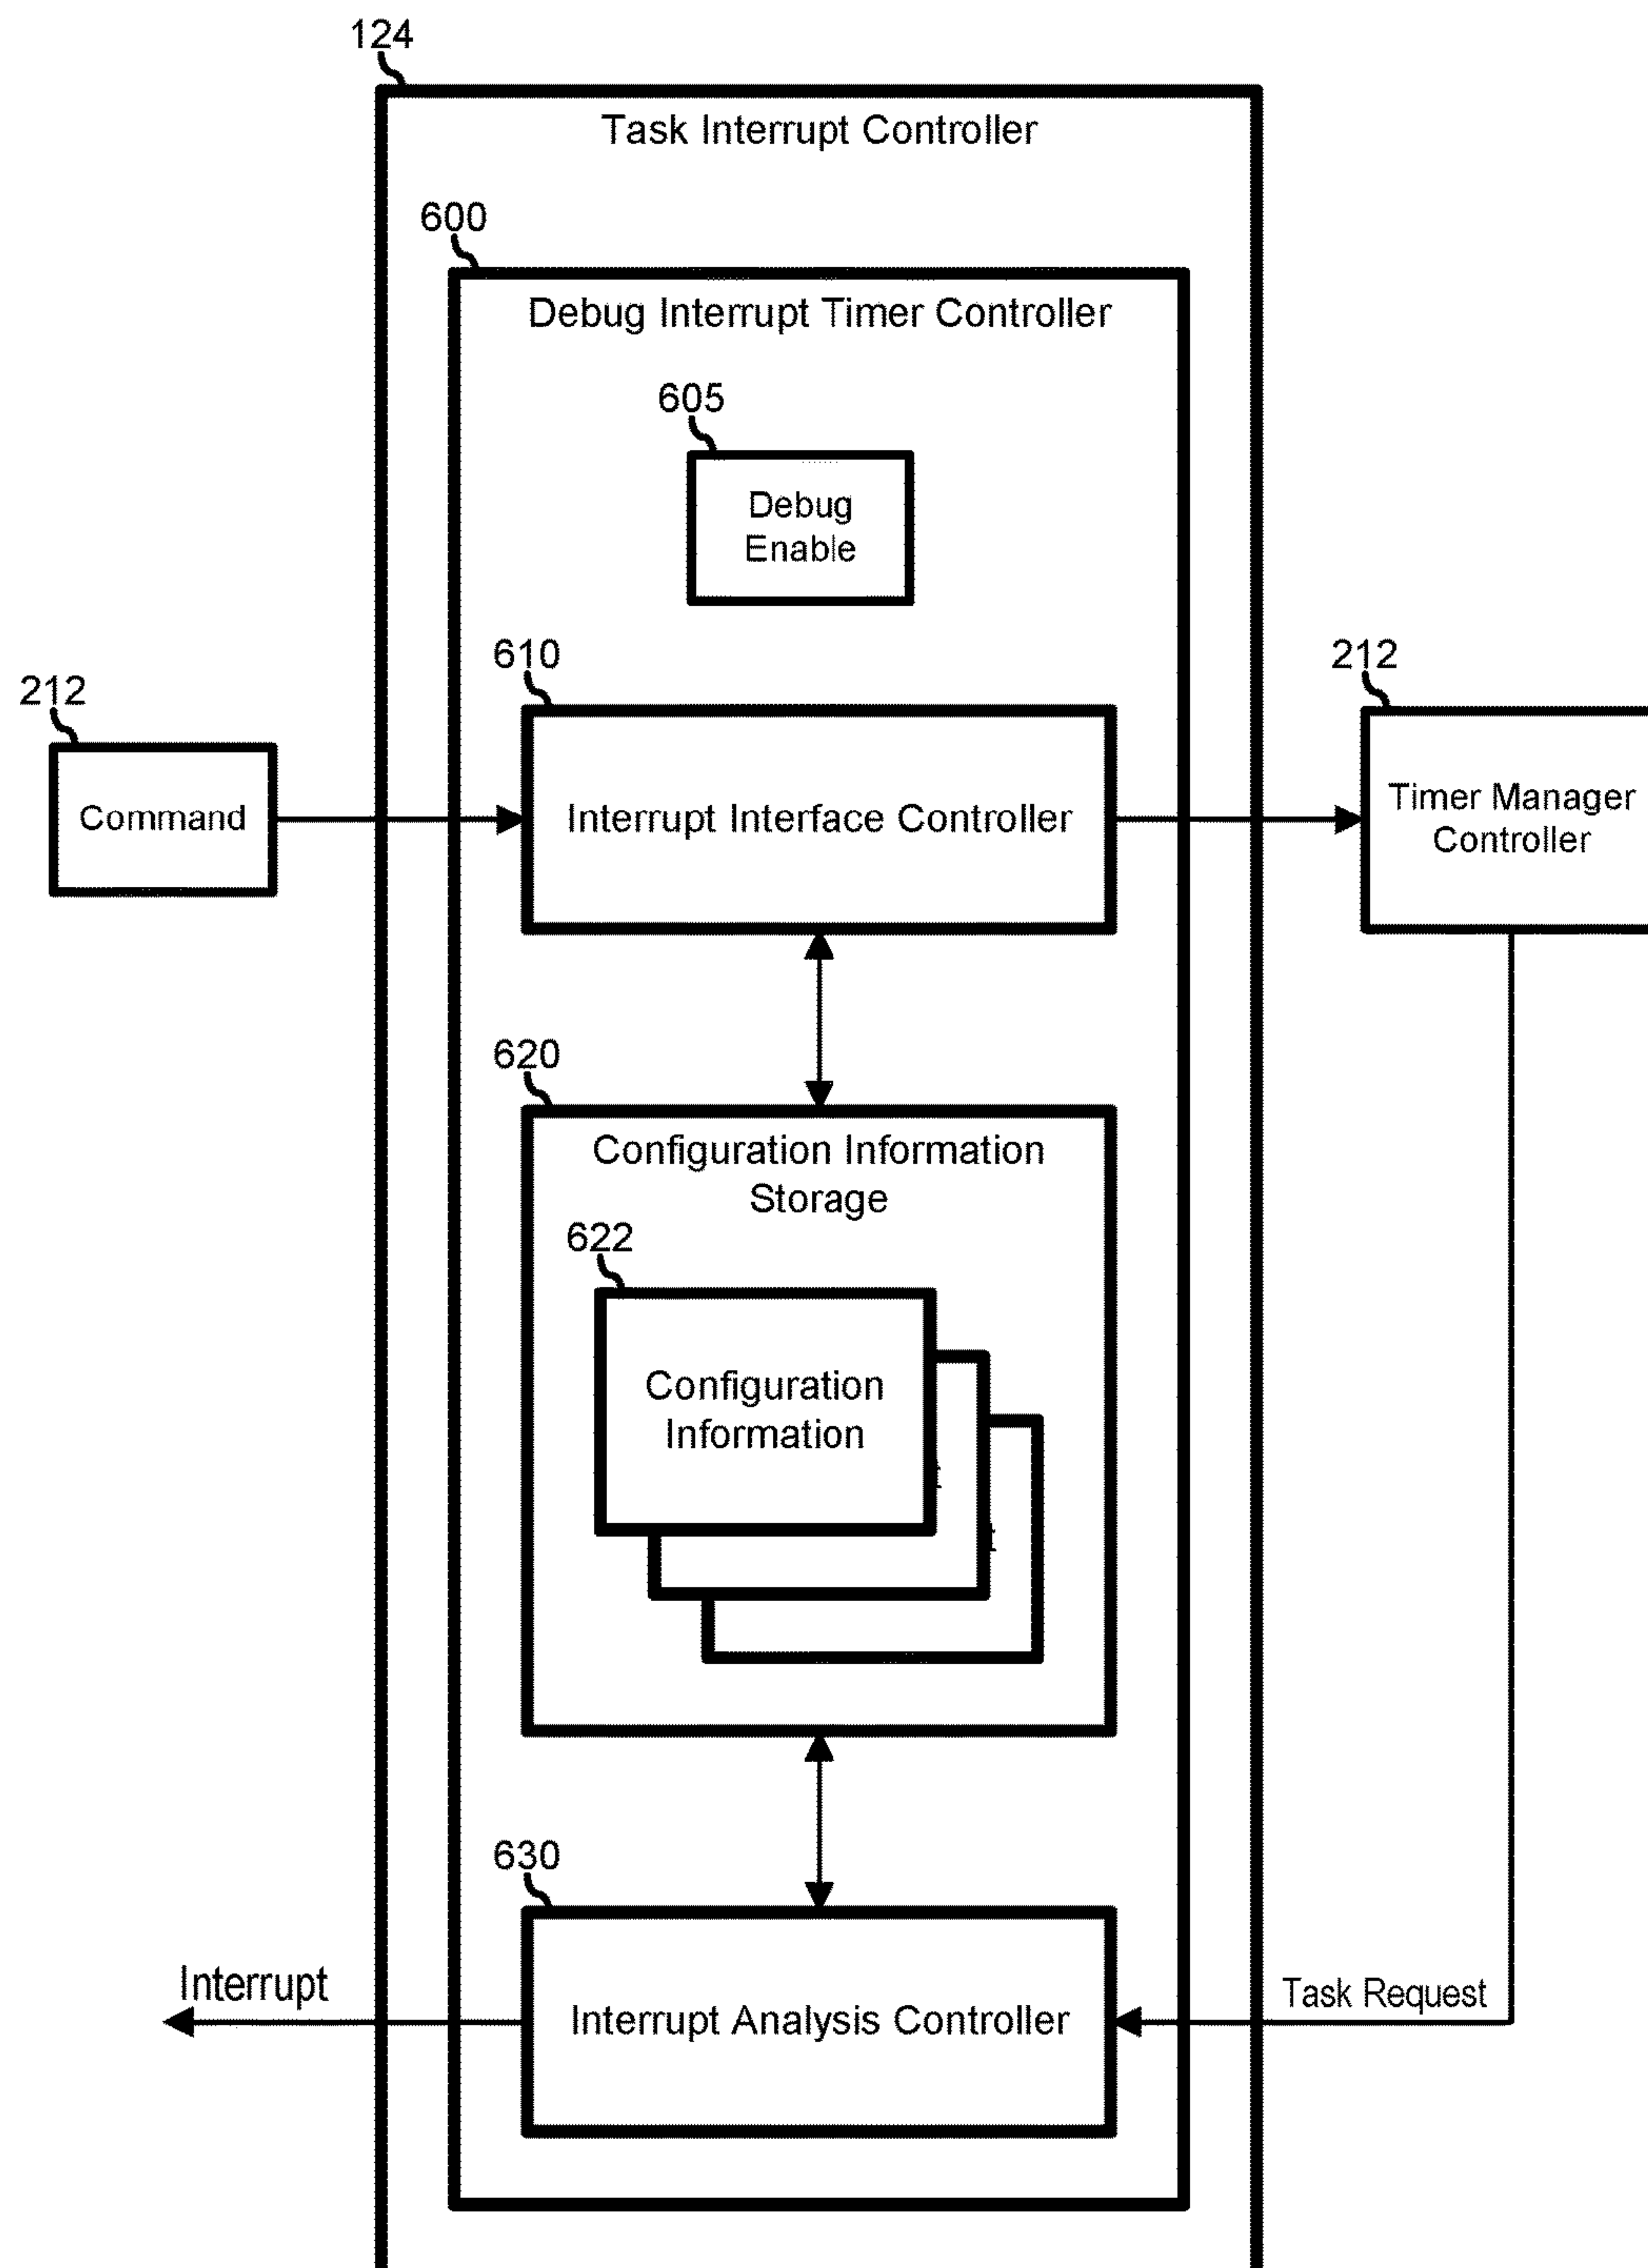 124
Task Interrupt Controller
600
Debug Interrupt Timer Controller
605
Debug
Enable
610
212
212
Command
Interrupt Interface Controller
Timer Manager
Controller
620
Configuration Information
Storage
622
Configuration
Information
630
Interrupt
Task Request
Interrupt Analysis Controller